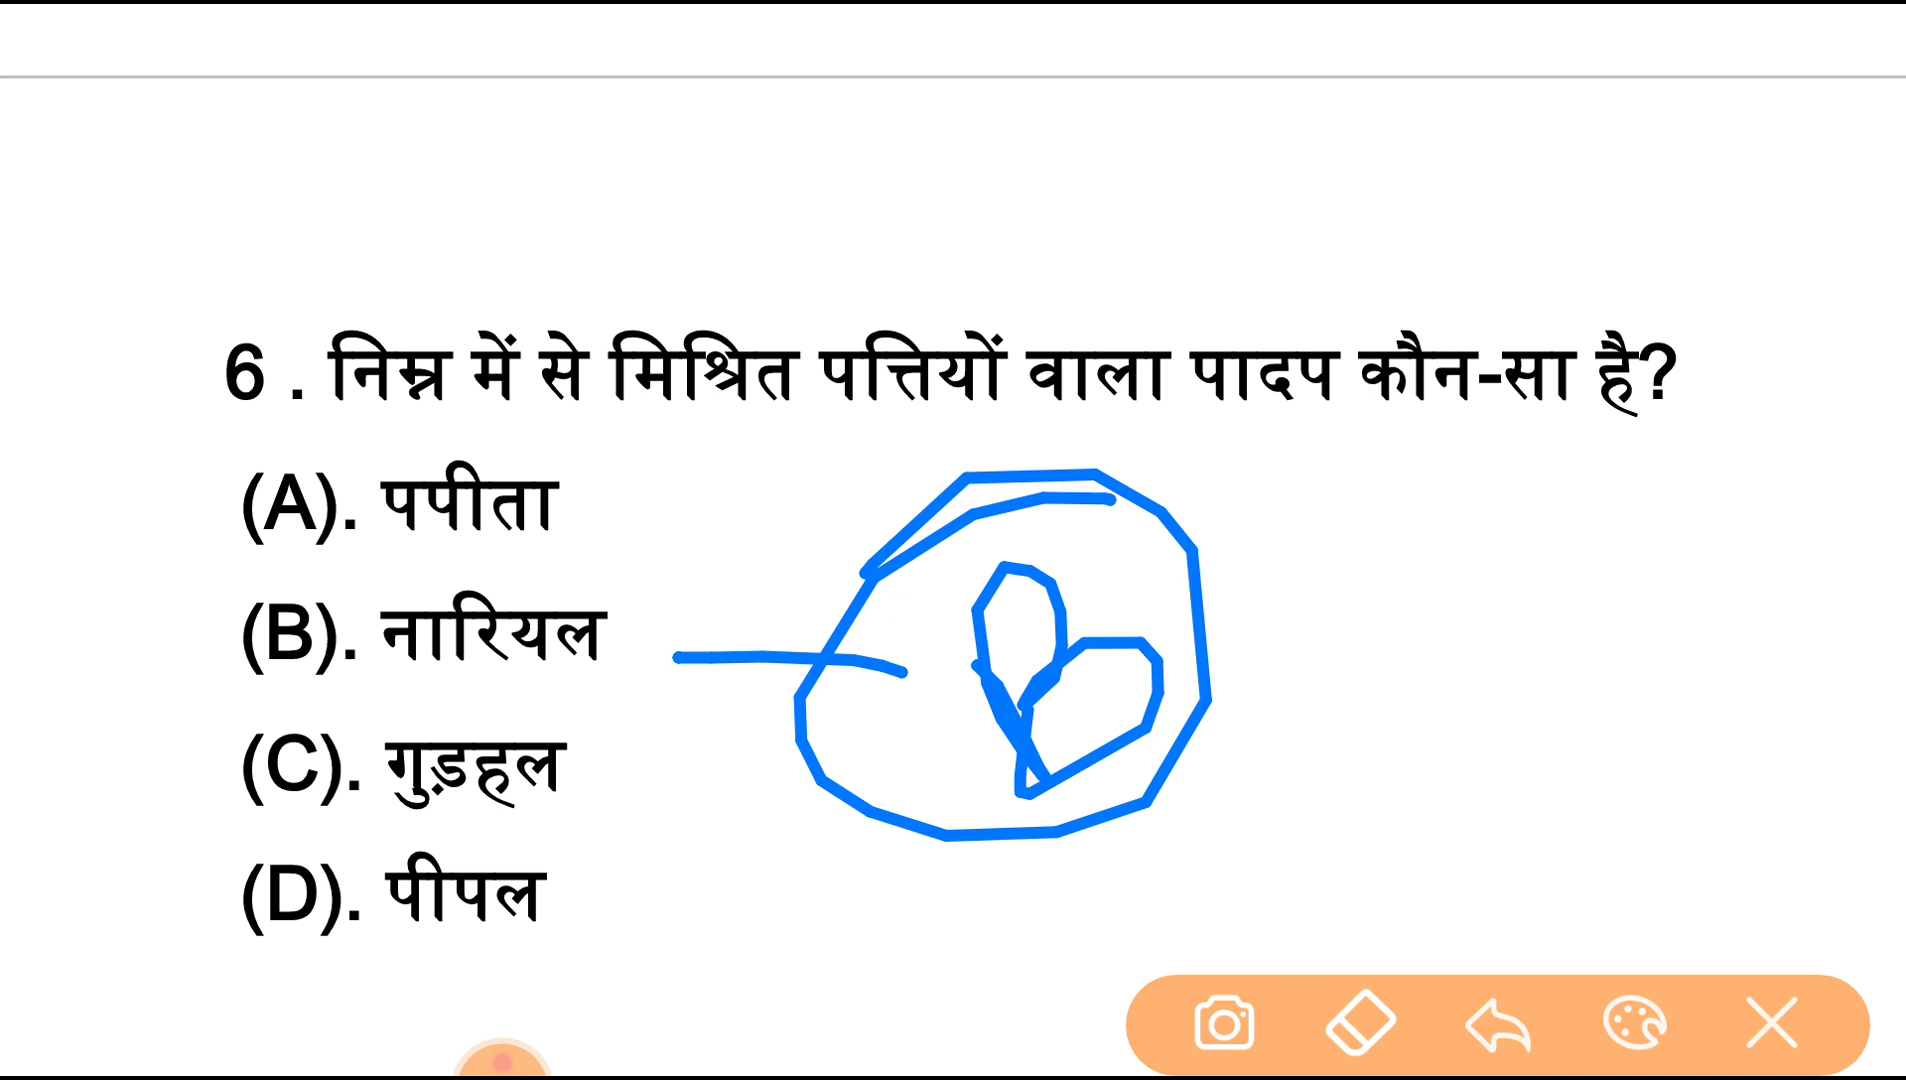 6 . निम्न में से मिश्रित पत्तियों वाला पादप कौन-सा है?
(A). पपीता
(B). नारियल
(C). गुड़हल
(D). पीपल